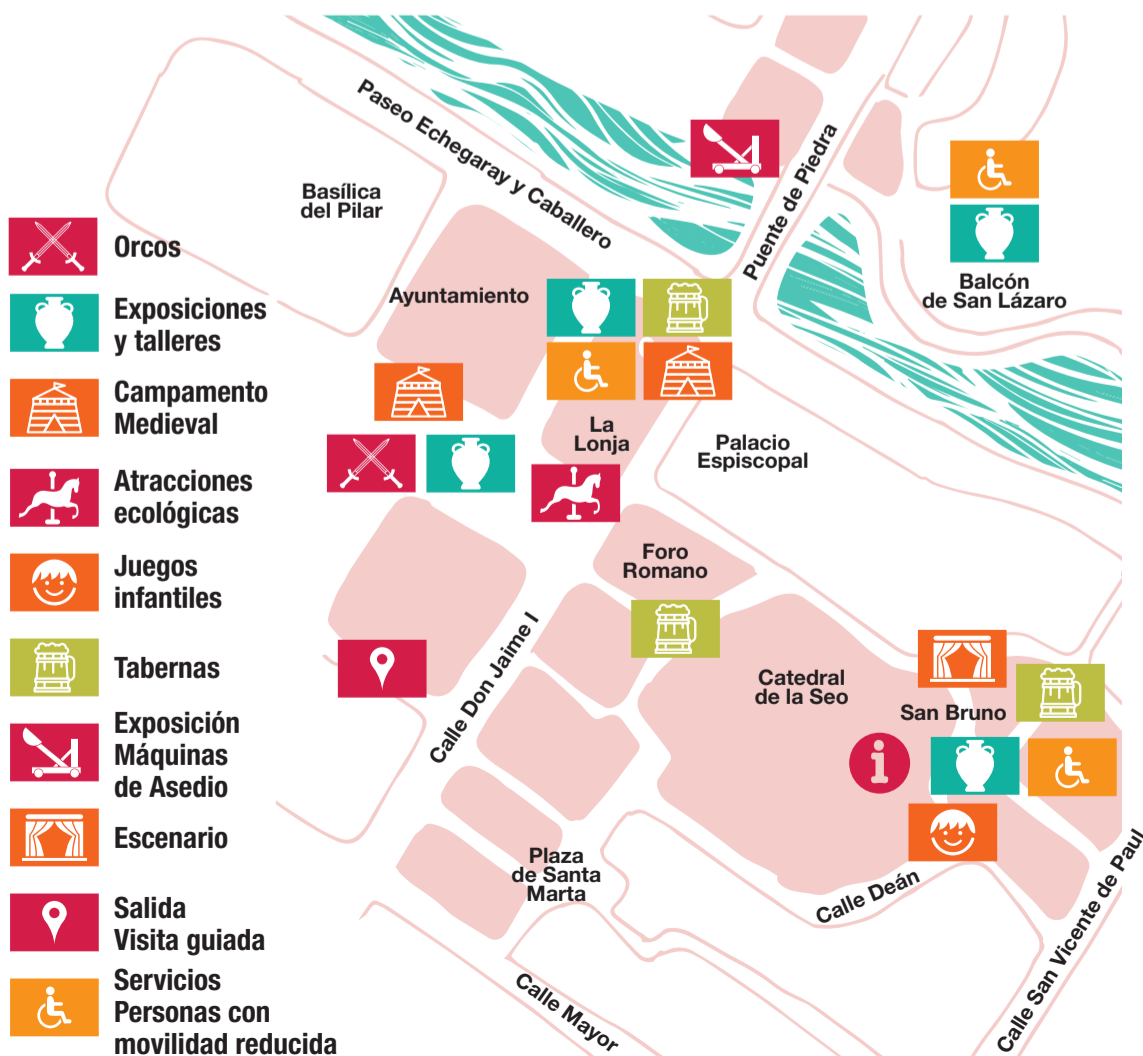 Orcos
Exposiciones
y talleres
Campamento
Medieval
Atracciones
ecológicas
Juegos
infantiles
Tabernas
Exposición
Máquinas
de Asedio
Escenario
Salida
Visita guiada
Servicios
Personas con
movilidad reducida
Paseo Echegaray y Caballero
Basílica
del Pilar
Puente de Piedra
Balcón
de San Lázaro
Ayuntamiento
La
Lonja
Palacio
Espiscopal
Foro
Romano
Calle Don Jaime I
Catedral
de la Seo
San Bruno
i
Plaza
de Santa
Marta
Calle Deán
Calle Mayor
Calle San Vicente de Paul